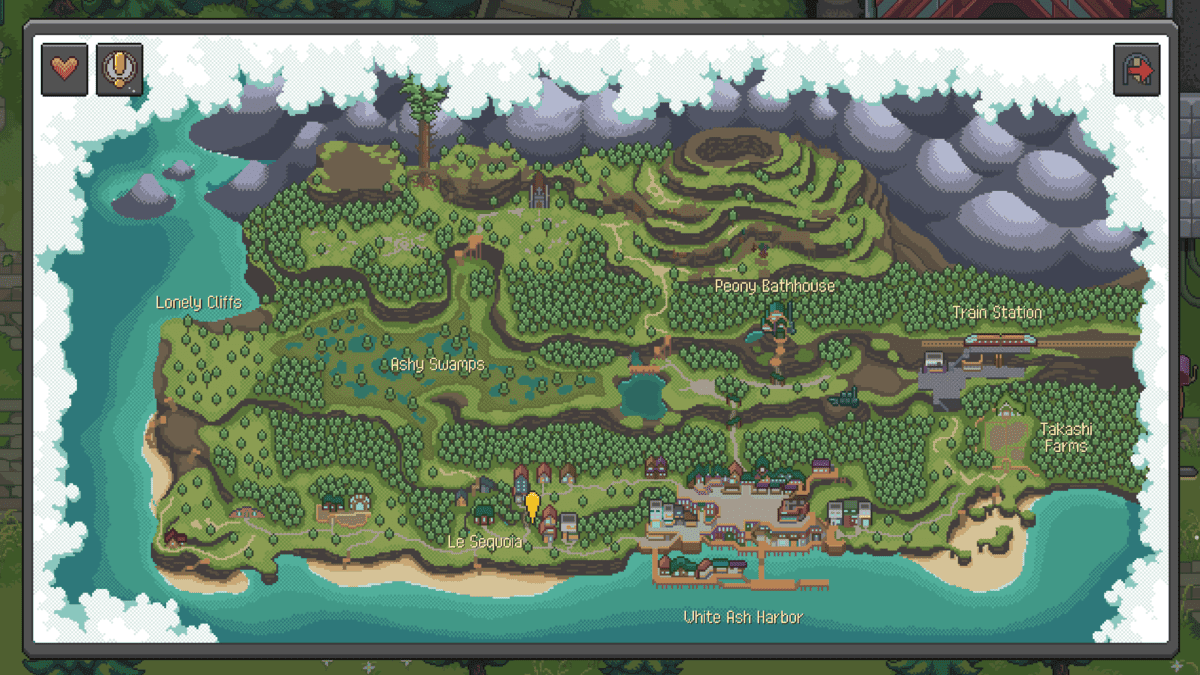 Peony Bathhouse
Lonely Cliffs
Train Station
Ashy Swamps
Takashi
Farms
Le Sequoia
White Ash Harbor